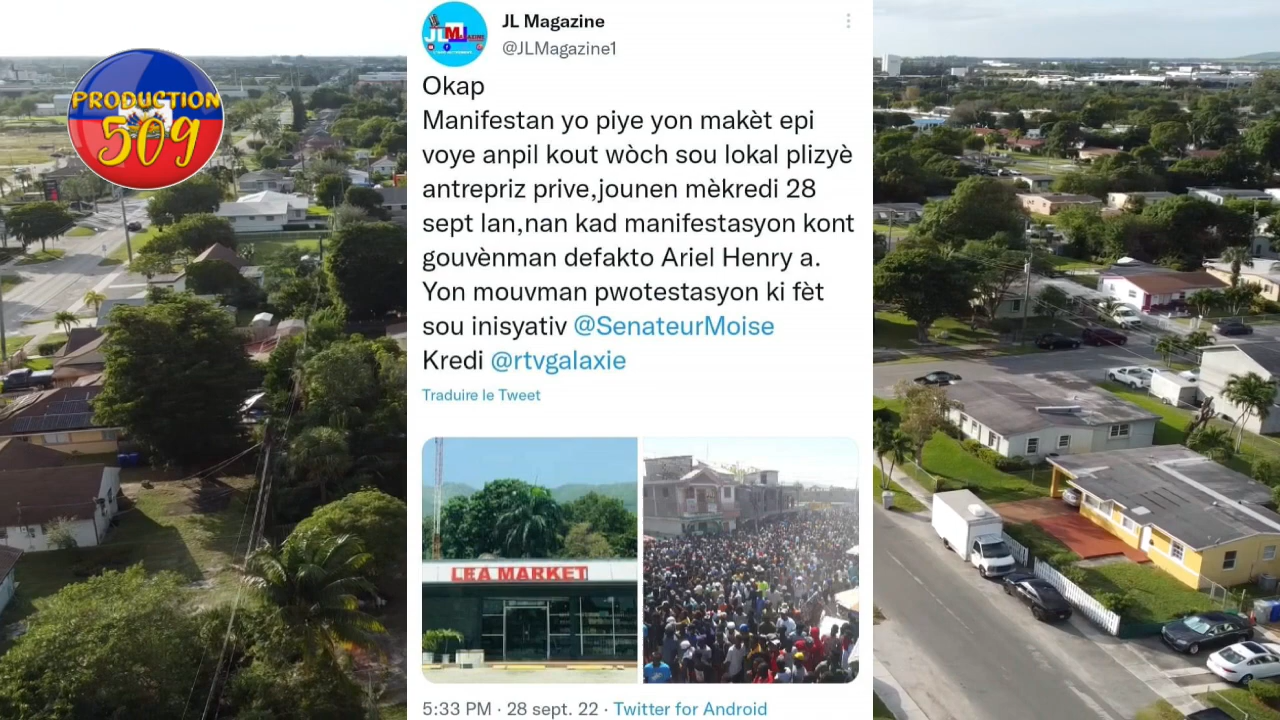 PRODUCTION
509
JL Magazine
@JLMagazine1
Okap
Manifestan yo piye yon makèt epi
voye anpil kout wòch sou lokal plizyè
antrepriz prive,jounen mèkredi 28
sept lan,nan kad manifestasyon kont
gouvènman defakto Ariel Henry a.
Yon mouvman pwotestasyon ki fèt
sou inisyativ @SenateurMoise
Kredi @rtvgalaxie
Traduire le Tweet
LEA MARKET
5:33 PM · 28 sept. 22 · Twitter for Android